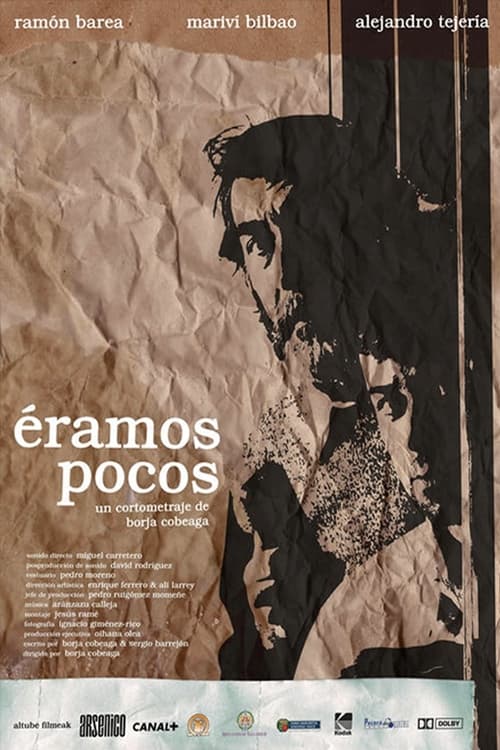 ramón barea mariví bilbao alejandro tejería
éramos
pocos
un cortometraje de
borja cobeaga
sonido directo miguel carretero
posproducción de sonido david rodríguez
vestuario pedro moreno
dirección artística enrique ferrero & ali larrey
jefe de producción pedro ruigómez momeñe
música aránzazu calleja
montaje jesús ramé
fotografía ignacio giménez-rico
producción ejecutiva oihana olea
escrito por borja cobeaga & sergio barrejón
dirigido por borja cobeaga
altube filmeak arsenico CANAL+ Kodak DOLBY